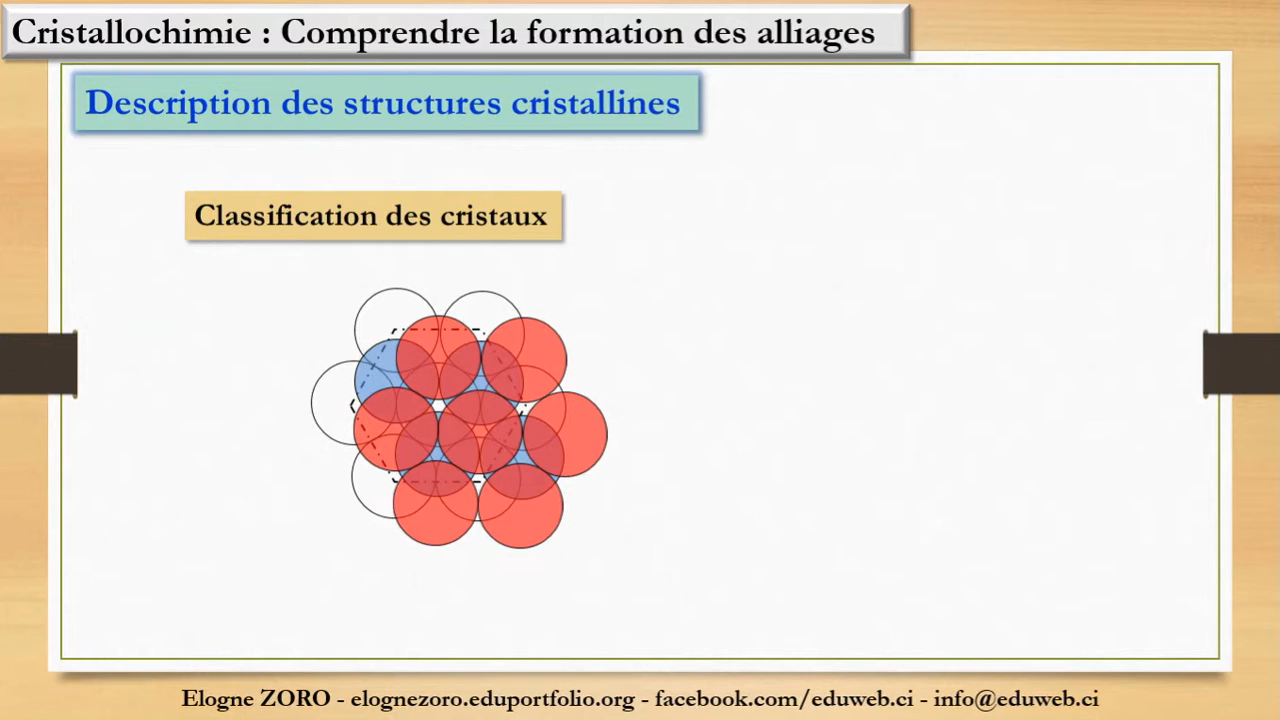 Cristallochimie : Comprendre la formation des alliages
Description des structures cristallines
Classification des cristaux
Elogne ZORO - elognezoro.eduportfolio.org - facebook.com/eduweb.ci - info@eduweb.ci